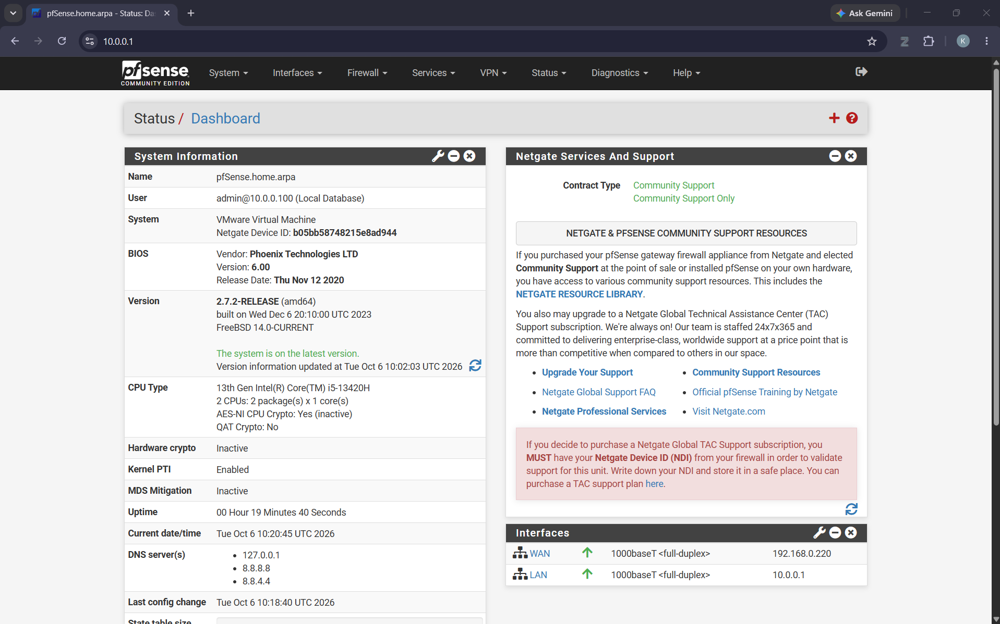 pfSense.home.arpa - Status: Da
Ask Gemini
10.0.0.1
K
pfsense
COMMUNITY EDITION
System
Interfaces
Firewall
Services
VPN
Status
Diagnostics
Help
Status / Dashboard
System Information
Name pfSense.home.arpa
User admin@10.0.0.100 (Local Database)
System VMware Virtual Machine
Netgate Device ID: b05bb58748215e8ad944
BIOS Vendor: Phoenix Technologies LTD
Version: 6.00
Release Date: Thu Nov 12 2020
Version 2.7.2-RELEASE (amd64)
built on Wed Dec 6 20:10:00 UTC 2023
FreeBSD 14.0-CURRENT
The system is on the latest version.
Version information updated at Tue Oct 6 10:02:03 UTC 2026
CPU Type 13th Gen Intel(R) Core(TM) i5-13420H
2 CPUs: 2 package(s) x 1 core(s)
AES-NI CPU Crypto: Yes (inactive)
QAT Crypto: No
Hardware crypto Inactive
Kernel PTI Enabled
MDS Mitigation Inactive
Uptime 00 Hour 19 Minutes 40 Seconds
Current date/time Tue Oct 6 10:20:45 UTC 2026
DNS server(s)
127.0.0.1
8.8.8.8
8.8.4.4
Last config change Tue Oct 6 10:18:40 UTC 2026
State table size
Netgate Services And Support
Contract Type Community Support
Community Support Only
NETGATE & PFSENSE COMMUNITY SUPPORT RESOURCES
If you purchased your pfSense gateway firewall appliance from Netgate and elected
Community Support at the point of sale or installed pfSense on your own hardware,
you have access to various community support resources. This includes the
NETGATE RESOURCE LIBRARY.
You also may upgrade to a Netgate Global Technical Assistance Center (TAC)
Support subscription. We're always on! Our team is staffed 24x7x365 and
committed to delivering enterprise-class, worldwide support at a price point that is
more than competitive when compared to others in our space.
Upgrade Your Support
Community Support Resources
Netgate Global Support FAQ
Official pfSense Training by Netgate
Netgate Professional Services
Visit Netgate.com
If you decide to purchase a Netgate Global TAC Support subscription, you
MUST have your Netgate Device ID (NDI) from your firewall in order to validate
support for this unit. Write down your NDI and store it in a safe place. You can
purchase a TAC support plan here.
Interfaces
WAN 1000baseT <full-duplex> 192.168.0.220
LAN 1000baseT <full-duplex> 10.0.0.1